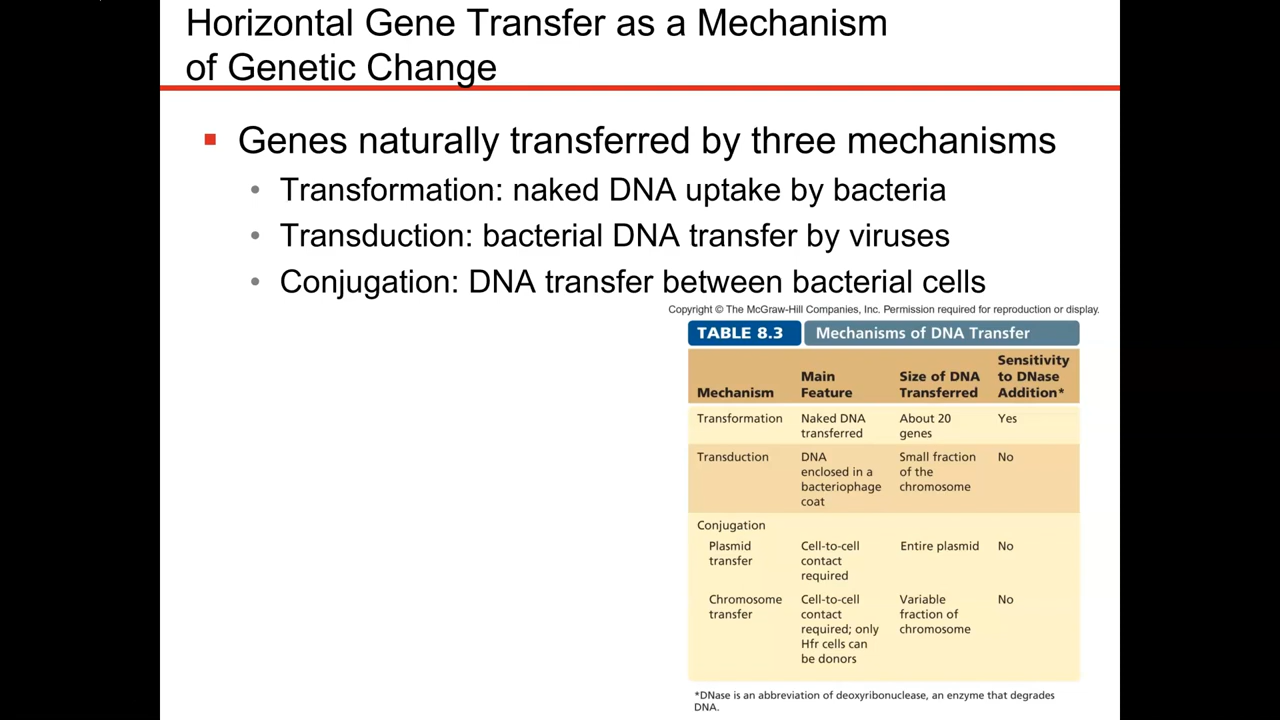 Horizontal Gene Transfer as a Mechanism
of Genetic Change
Genes naturally transferred by three mechanisms
• Transformation: naked DNA uptake by bacteria
• Transduction: bacterial DNA transfer by viruses
• Conjugation: DNA transfer between bacterial cells
Copyright © The McGraw-Hill Companies, Inc. Permission required for reproduction or display.
TABLE 8.3 Mechanisms of DNA Transfer
Mechanism
Main
Feature
Size of DNA
Transferred
Sensitivity
to DNase
Addition*
Transformation
Naked DNA
transferred
About 20
genes
Yes
Transduction
DNA
enclosed in a
bacteriophage
coat
Small fraction
of the
chromosome
No
Conjugation
Plasmid
transfer
Cell-to-cell
contact
required
Entire plasmid
No
Chromosome
transfer
Cell-to-cell
contact
required; only
Hfr cells can
be donors
Variable
fraction of
chromosome
No
*DNase is an abbreviation of deoxyribonuclease, an enzyme that degrades
DNA.